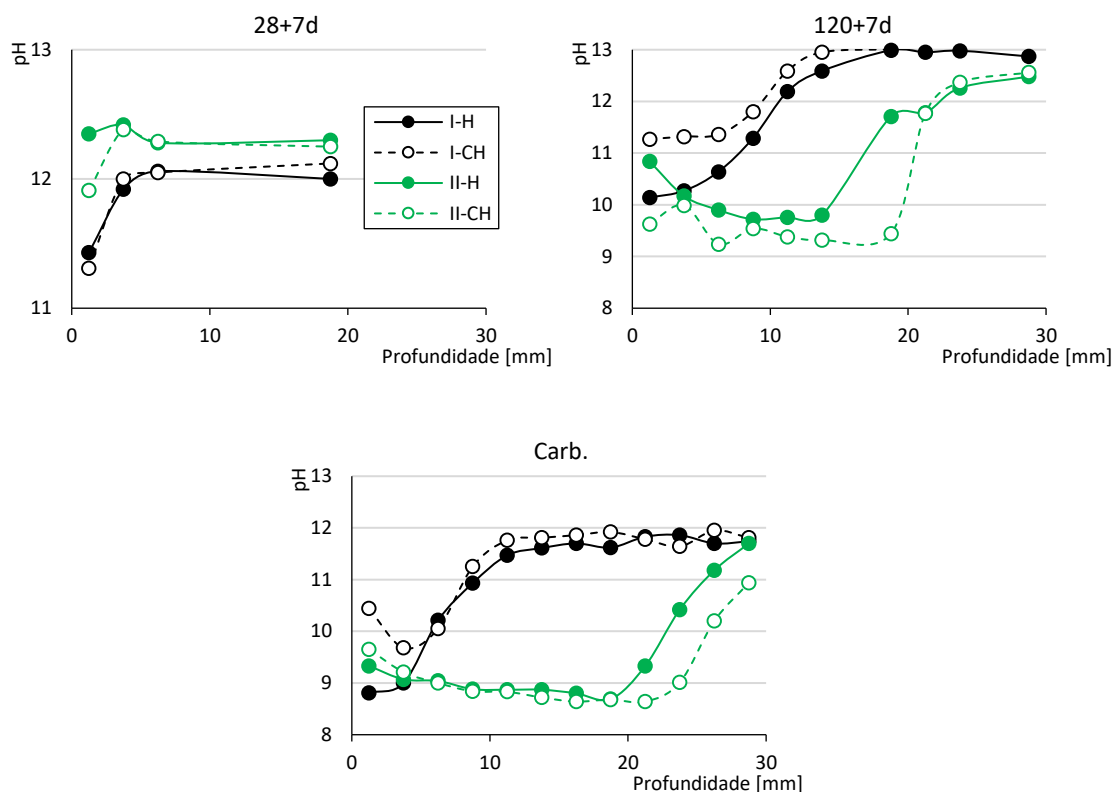 28+7d
pH
13
12
11
0 10 20 30
Profundidade [mm]
I-H
I-CH
II-H
II-CH
120+7d
pH
13
12
11
10
9
8
0 10 20 30
Profundidade [mm]
Carb.
pH
13
12
11
10
9
8
0 10 20 30
Profundidade [mm]